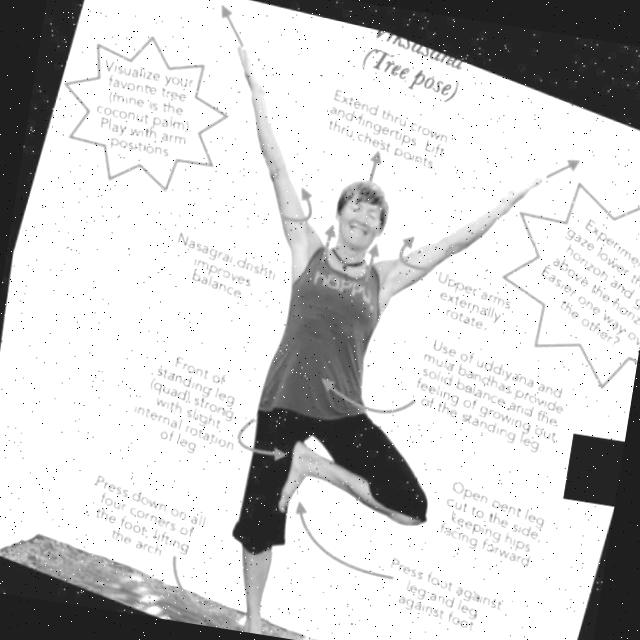 Vrksasana
(Tree pose)
Visualize your
favorite tree
(mine is the
coconut palm)
Play with arm
positions
Extend thru crown
and fingertips. Lift
thru chest points.
Nasagrai drishti
improves
balance.
Experiment
gaze lower
horizon and
above the horizon
Easier one way
the other?
Upper arms
externally
rotate.
Front of
standing leg
(quad) strong,
with slight
internal rotation
of leg
Use of uddiyana and
mula bandhas provide
solid balance and the
feeling of growing out
of the standing leg
Press down on all
four corners of
the foot, lifting
the arch
Open bent leg
out to the side
keeping hips
facing forward.
Press foot against
leg and leg
against foot